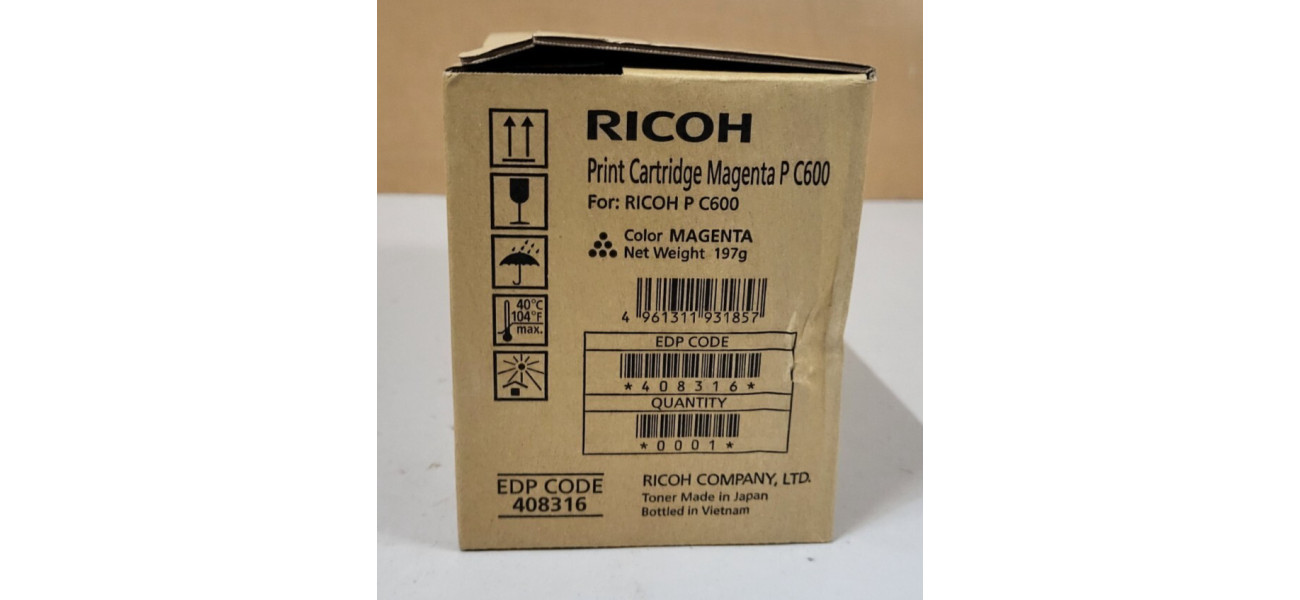 RICOH
Print Cartridge Magenta P C600
For: RICOH P C600
Color MAGENTA
Net Weight 197g
40°C
104°F
max.
4 961311 931857
EDP CODE
*408316*
QUANTITY
*0001*
EDP CODE
408316
RICOH COMPANY, LTD.
Toner Made in Japan
Bottled in Vietnam